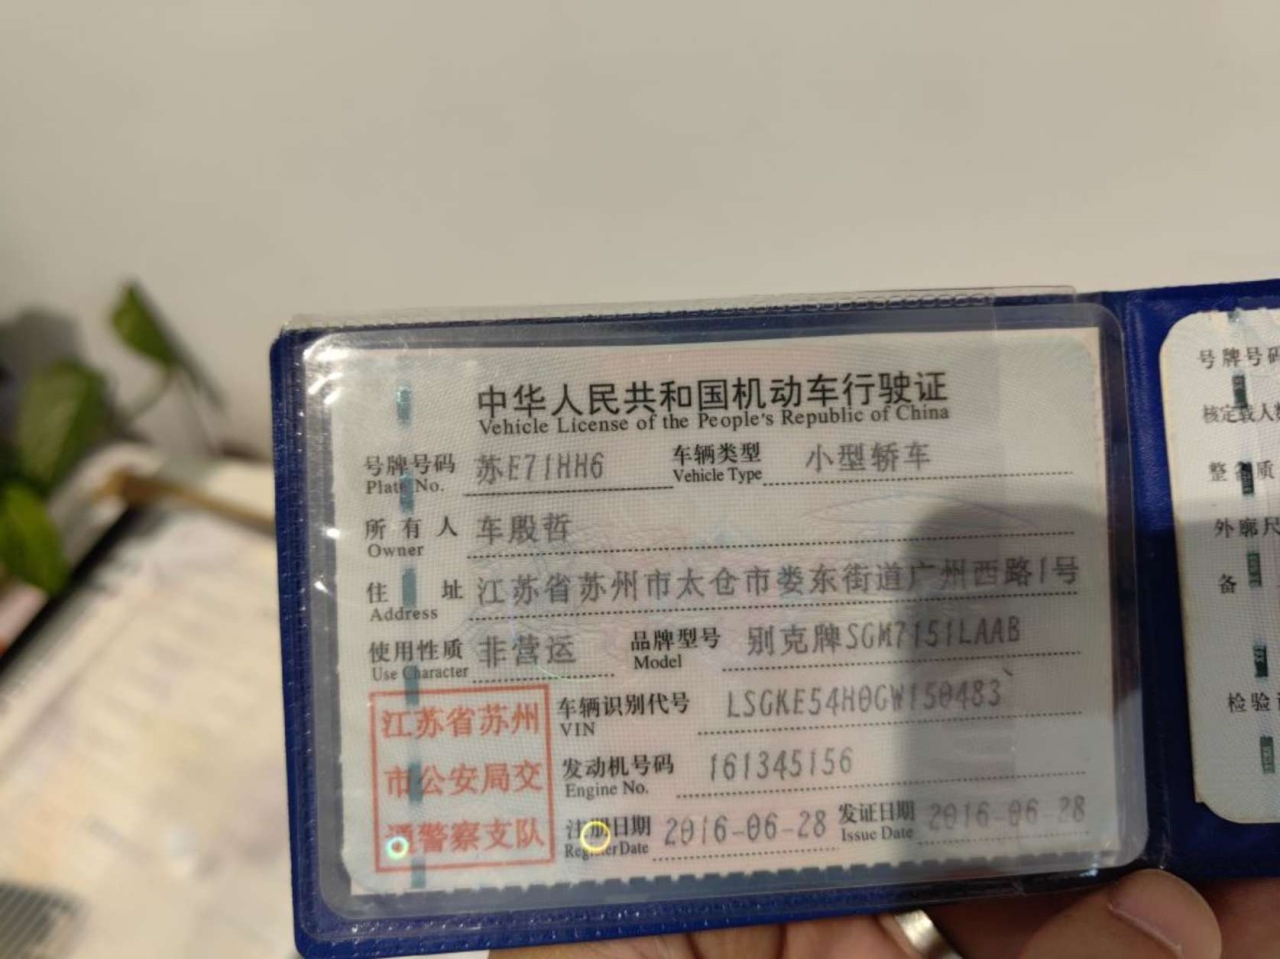 中华人民共和国机动车行驶证
Vehicle License of the People's Republic of China
号牌号码 苏E71HH6 车辆类型 小型轿车
Plate No. Vehicle Type
所有人 车殷哲
Owner
住址 江苏省苏州市太仓市娄东街道广州西路1号
Address
使用性质 非营运 品牌型号 别克牌SGM7151LAAB
Use Character Model
江苏省苏州
市公安局交
通警察支队
车辆识别代号 LSGKE54H0GW150483
VIN
发动机号码 161345156
Engine No.
注册日期 2016-06-28 发证日期 2016-06-28
Register Date Issue Date
号牌号码
核定载人
整备质
外廓尺
备
检验